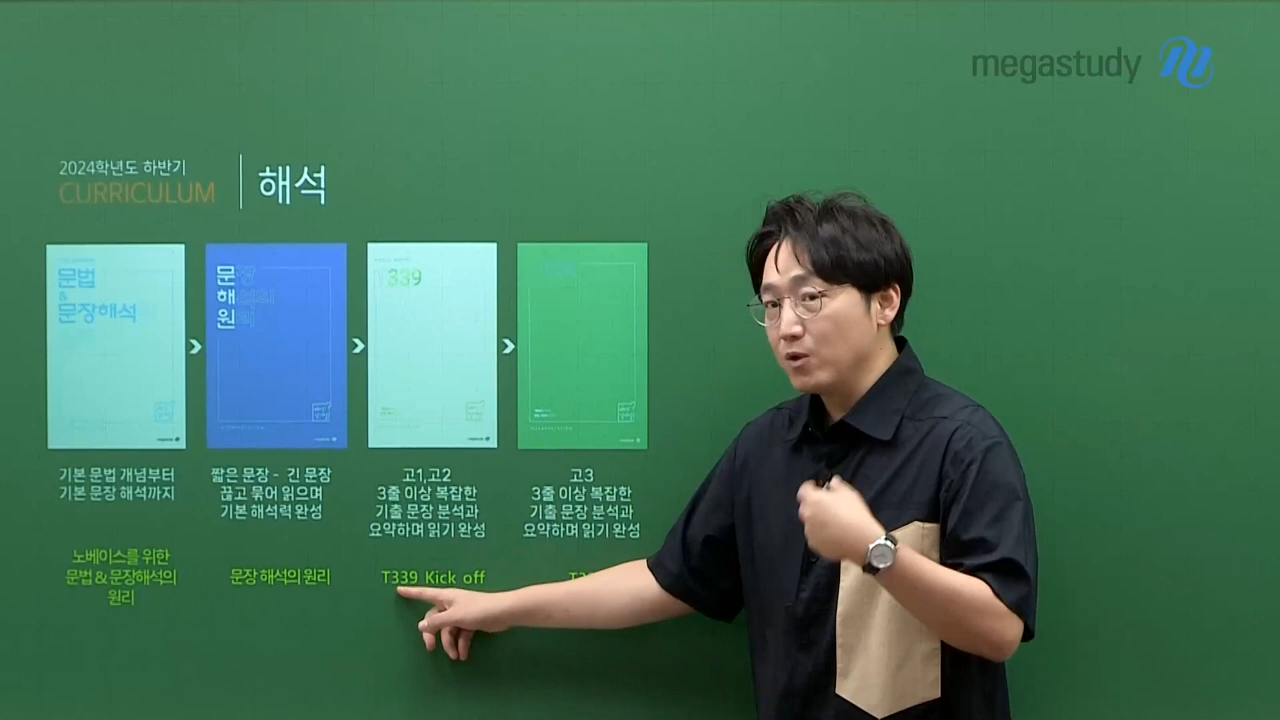 megastudy
2024학년도 하반기
CURRICULUM
해석
문법
&
문장해석
문장
해석의
원리
T339
기본 문법 개념부터
기본 문장 해석까지
노베이스를 위한
문법 & 문장해석의
원리
짧은 문장 - 긴 문장
끊고 묶어 읽으며
기본 해석력 완성
문장 해석의 원리
고1,고2
3줄 이상 복잡한
기출 문장 분석과
요약하며 읽기 완성
T339 Kick off
고3
3줄 이상 복잡한
기출 문장 분석과
요약하며 읽기 완성